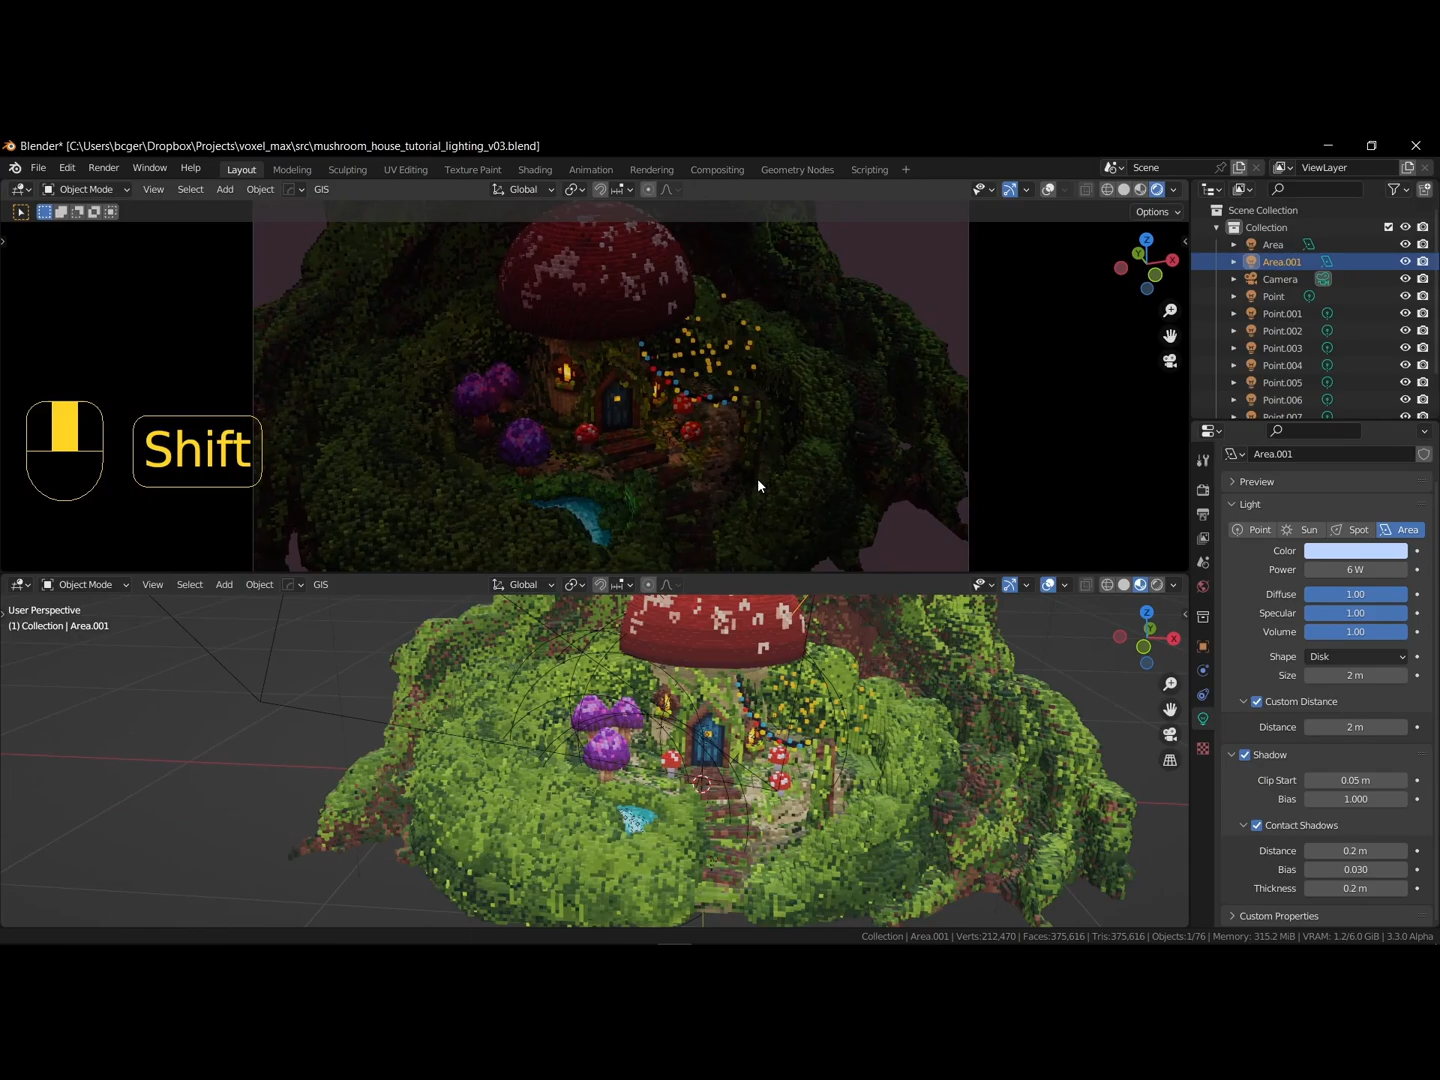 Blender* [C:\Users\bcger\Dropbox\Projects\voxel_max\src\mushroom_house_tutorial_lighting_v03.blend]
File Edit Render Window Help Layout Modeling Sculpting UV Editing Texture Paint Shading Animation Rendering Compositing Geometry Nodes Scripting + Scene ViewLayer
Object Mode View Select Add Object GIS Global
Options
Z
Y
X
Shift
Object Mode View Select Add Object GIS Global
User Perspective
(1) Collection | Area.001
Z
Y
X
Scene Collection
Collection
Area
Area.001
Camera
Point
Point.001
Point.002
Point.003
Point.004
Point.005
Point.006
Point.007
Area.001
Preview
Light
Point Sun Spot Area
Color
Power 6 W
Diffuse 1.00
Specular 1.00
Volume 1.00
Shape Disk
Size 2 m
Custom Distance
Distance 2 m
Shadow
Clip Start 0.05 m
Bias 1.000
Contact Shadows
Distance 0.2 m
Bias 0.030
Thickness 0.2 m
Custom Properties
Collection | Area.001 | Verts:212,470 | Faces:375,616 | Tris:375,616 | Objects:1/76 | Memory: 315.2 MiB | VRAM: 1.2/6.0 GiB | 3.3.0 Alpha